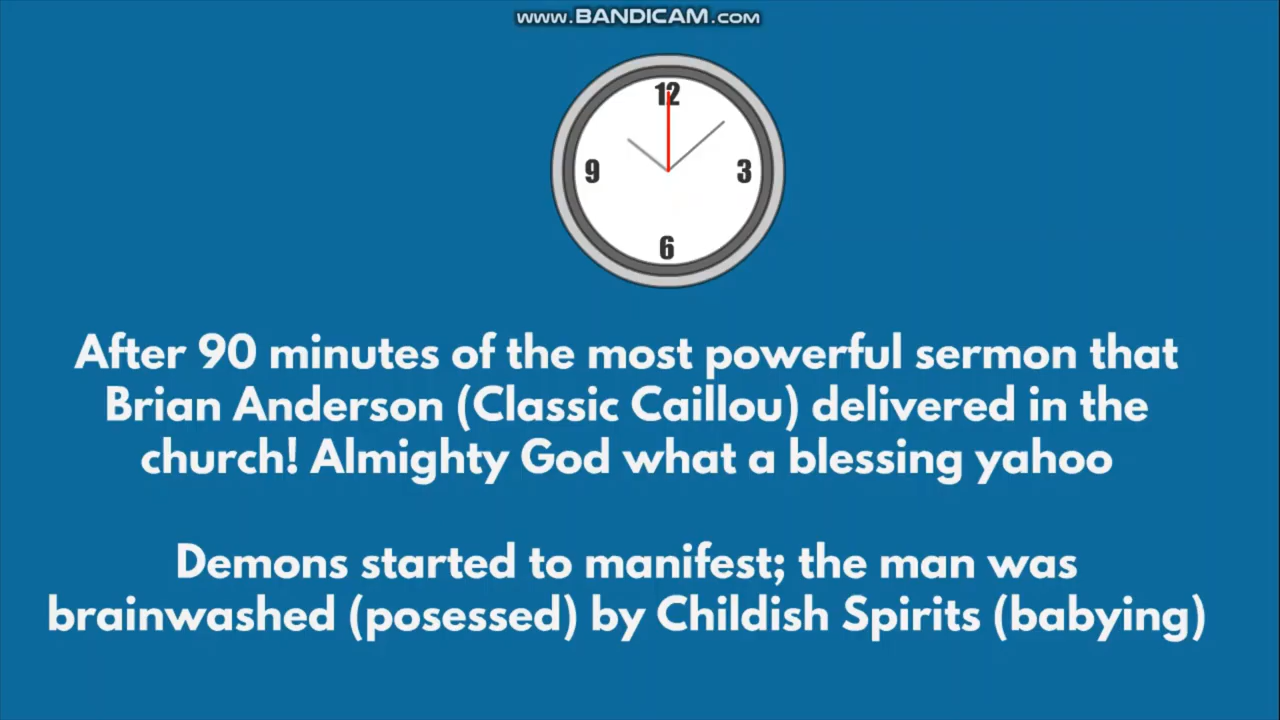 www.BANDICAM.com
12
9
3
6
After 90 minutes of the most powerful sermon that
Brian Anderson (Classic Caillou) delivered in the
church! Almighty God what a blessing yahoo
Demons started to manifest; the man was
brainwashed (posessed) by Childish Spirits (babying)